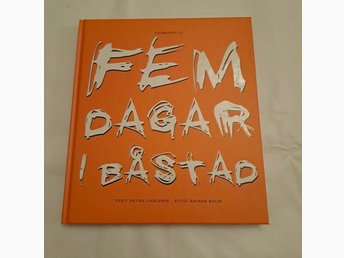 FEM
DAGAR
I BÅSTAD
TEXT: PETRA CARLSSON FOTO: RAINER HOLM